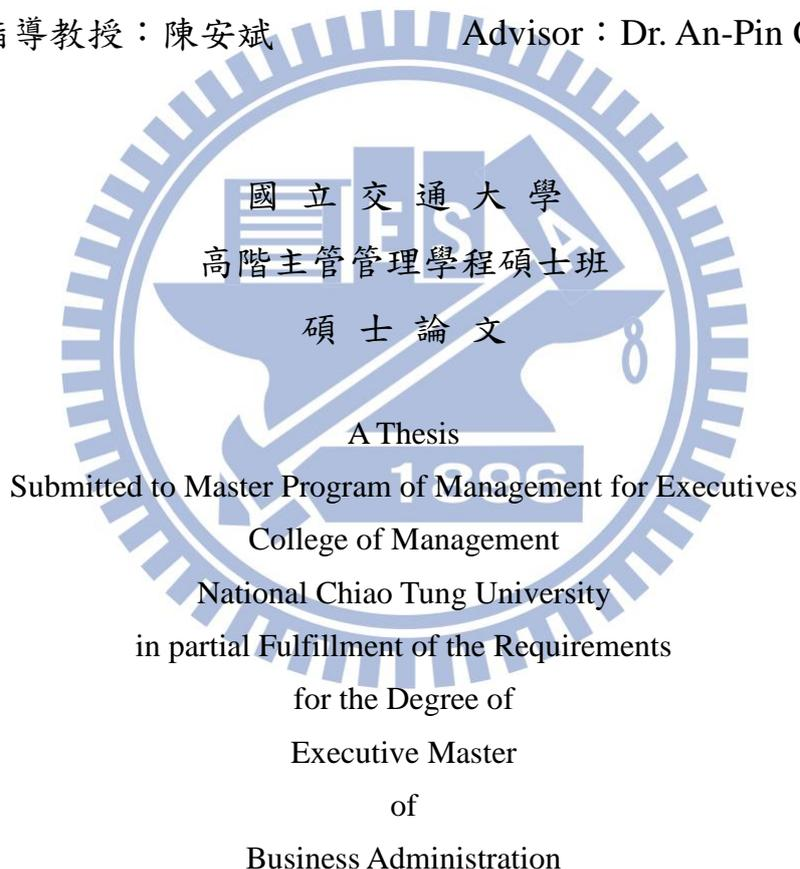 指導教授：陳安斌 Advisor：Dr. An-Pin
國 立 交 通 大 學
高階主管管理學程碩士班
碩 士 論 文
A Thesis
Submitted to Master Program of Management for Executives
College of Management
National Chiao Tung University
in partial Fulfillment of the Requirements
for the Degree of
Executive Master
of
Business Administration
ESA
1896